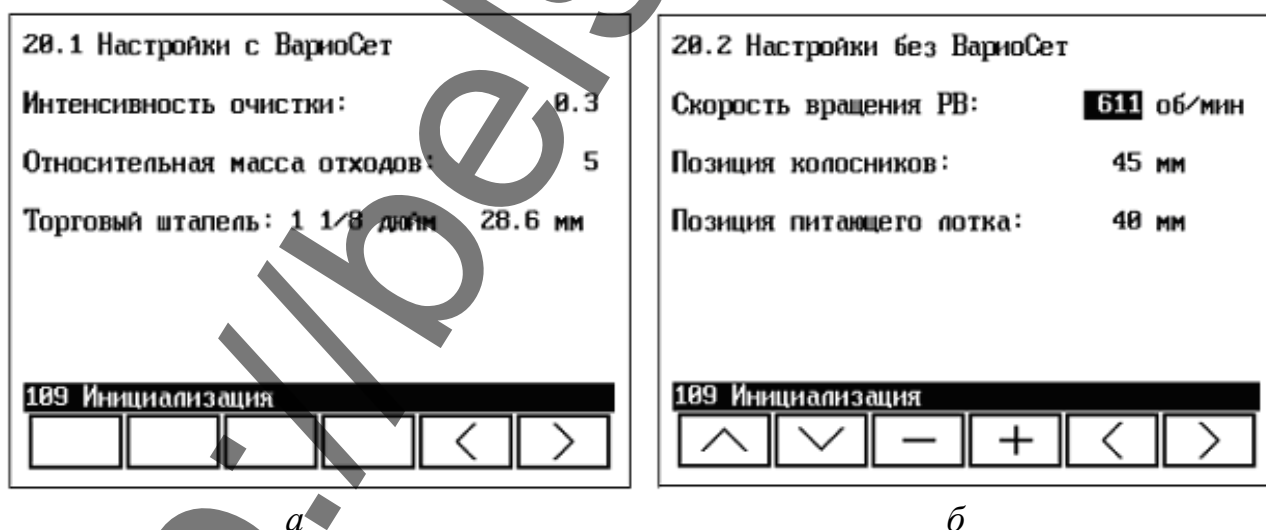 20.1 Настройки с ВариоСет
Интенсивность очистки: 0.3
Относительная масса отходов: 5
Торговый штапель: 1 1/8 дюйм 28.6 мм
109 Инициализация
< >
а
20.2 Настройки без ВариоСет
Скорость вращения РВ: 611 об/мин
Позиция колосников: 45 мм
Позиция питающего лотка: 40 мм
109 Инициализация
− + < >
б
://bels